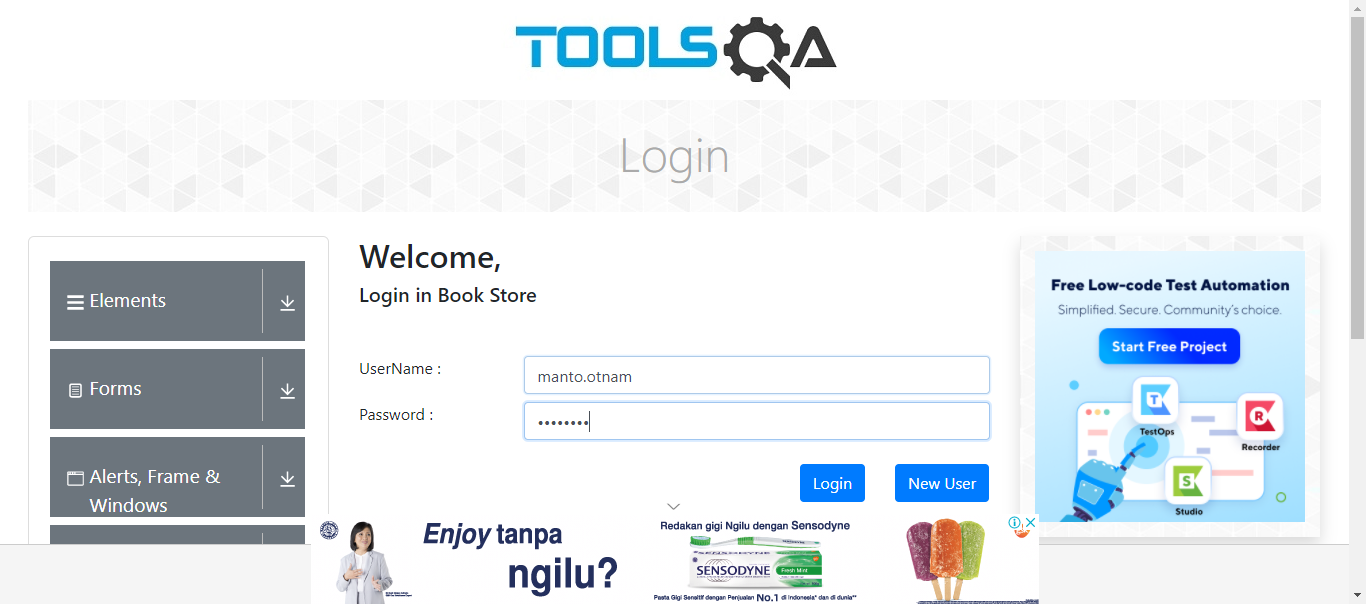 TOOLSQA
Login
Elements
Forms
Alerts, Frame &
Windows
Welcome,
Login in Book Store
UserName :
manto.otnam
Password :
••••••••
Login
New User
Free Low-code Test Automation
Simplified. Secure. Community's choice.
Start Free Project
T
TestOps
R
Recorder
S
Studio
Enjoy tanpa
ngilu?
Redakan gigi Ngilu dengan Sensodyne
SENSODYNE
Fresh Mint
Pasta Gigi Sensitif dengan Penjualan No.1 di Indonesia* dan di dunia**